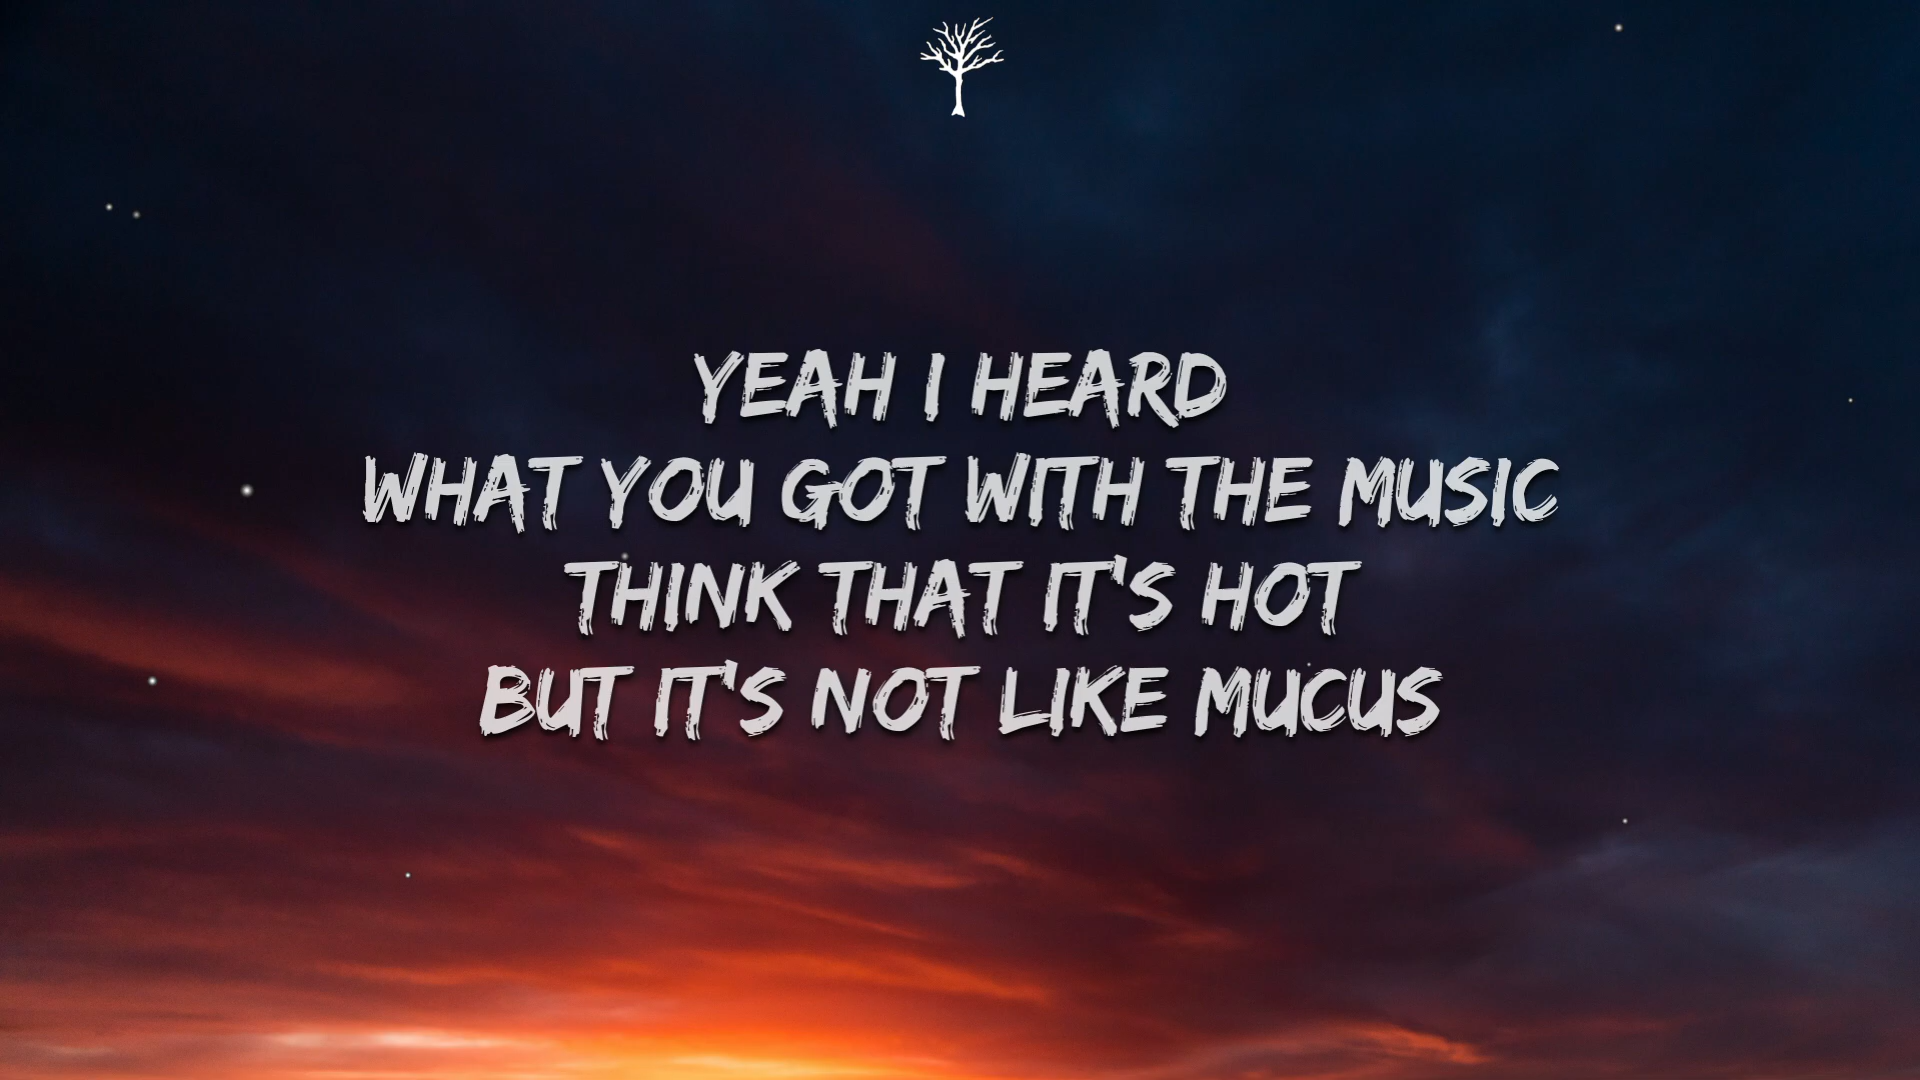 YEAH I HEARD
WHAT YOU GOT WITH THE MUSIC
THINK THAT IT'S HOT
BUT IT'S NOT LIKE MUCUS